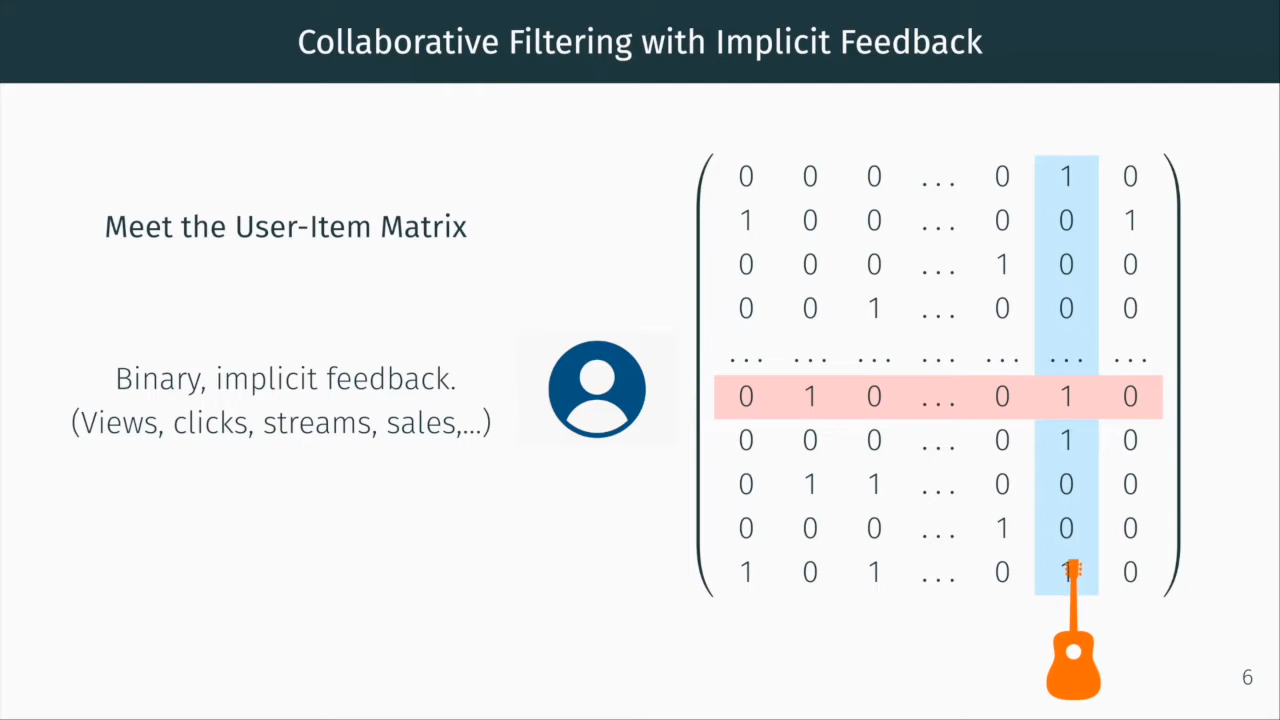 Collaborative Filtering with Implicit Feedback
Meet the User-Item Matrix
Binary, implicit feedback.
(Views, clicks, streams, sales,...)
0 0 0 ... 0 1 0
1 0 0 ... 0 0 1
0 0 0 ... 1 0 0
0 0 1 ... 0 0 0
... ... ... ... ... ... ...
0 1 0 ... 0 1 0
0 0 0 ... 0 1 0
0 1 1 ... 0 0 0
0 0 0 ... 1 0 0
1 0 1 ... 0 1 0
6